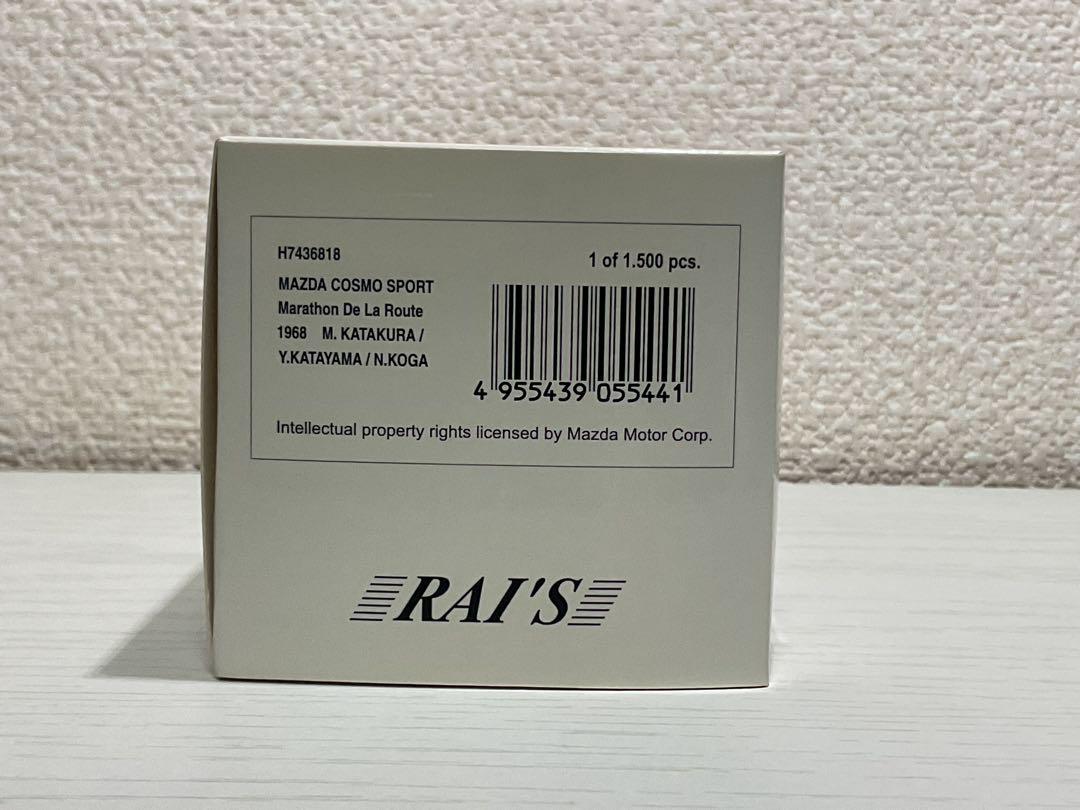 H7436818
1 of 1.500 pcs.
MAZDA COSMO SPORT
Marathon De La Route
1968 M. KATAKURA /
Y.KATAYAMA / N.KOGA
4 955439 055441
Intellectual property rights licensed by Mazda Motor Corp.
RAI'S